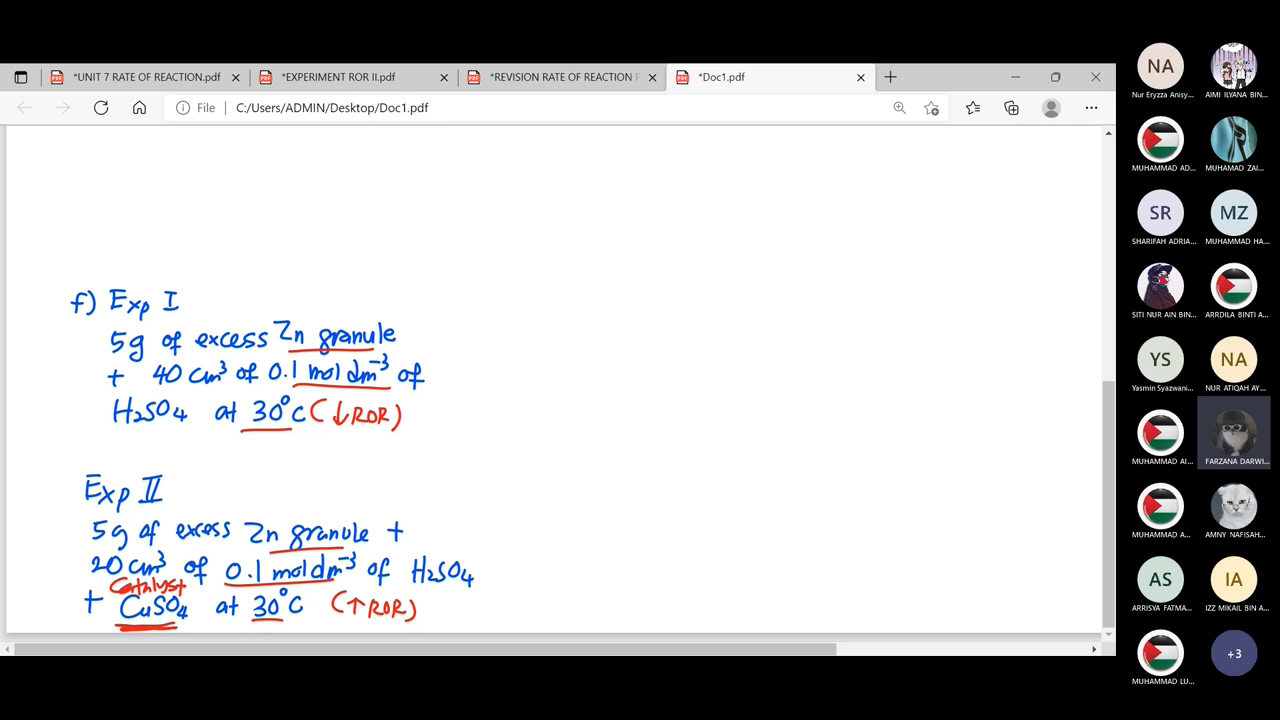 *UNIT 7 RATE OF REACTION.pdf
*EXPERIMENT ROR II.pdf
*REVISION RATE OF REACTION P
*Doc1.pdf
File
C:/Users/ADMIN/Desktop/Doc1.pdf
f) Exp I
5g of excess Zn granule
+ 40 cm³ of 0.1 mol dm⁻³ of
H₂SO₄ at 30°C (↓ROR)
Exp II
5g of excess Zn granule +
20 cm³ of 0.1 mol dm⁻³ of H₂SO₄
Catalyst
+ CuSO₄ at 30°C (↑ROR)
NA
Nur Eryzza Anisy...
AIMI ILYANA BIN...
MUHAMMAD AD...
MUHAMAD ZAI...
SR
SHARIFAH ADRIA...
MZ
MUHAMMAD HA...
SITI NUR AIN BIN...
ARRDILA BINTI A...
YS
Yasmin Syazwani...
NA
NUR ATIQAH AY...
MUHAMMAD AI...
FARZANA DARWI...
MUHAMMAD A...
AMNY NAFISAH...
AS
ARRISYA FATMA...
IA
IZZ MIKAIL BIN A...
MUHAMMAD LU...
+3